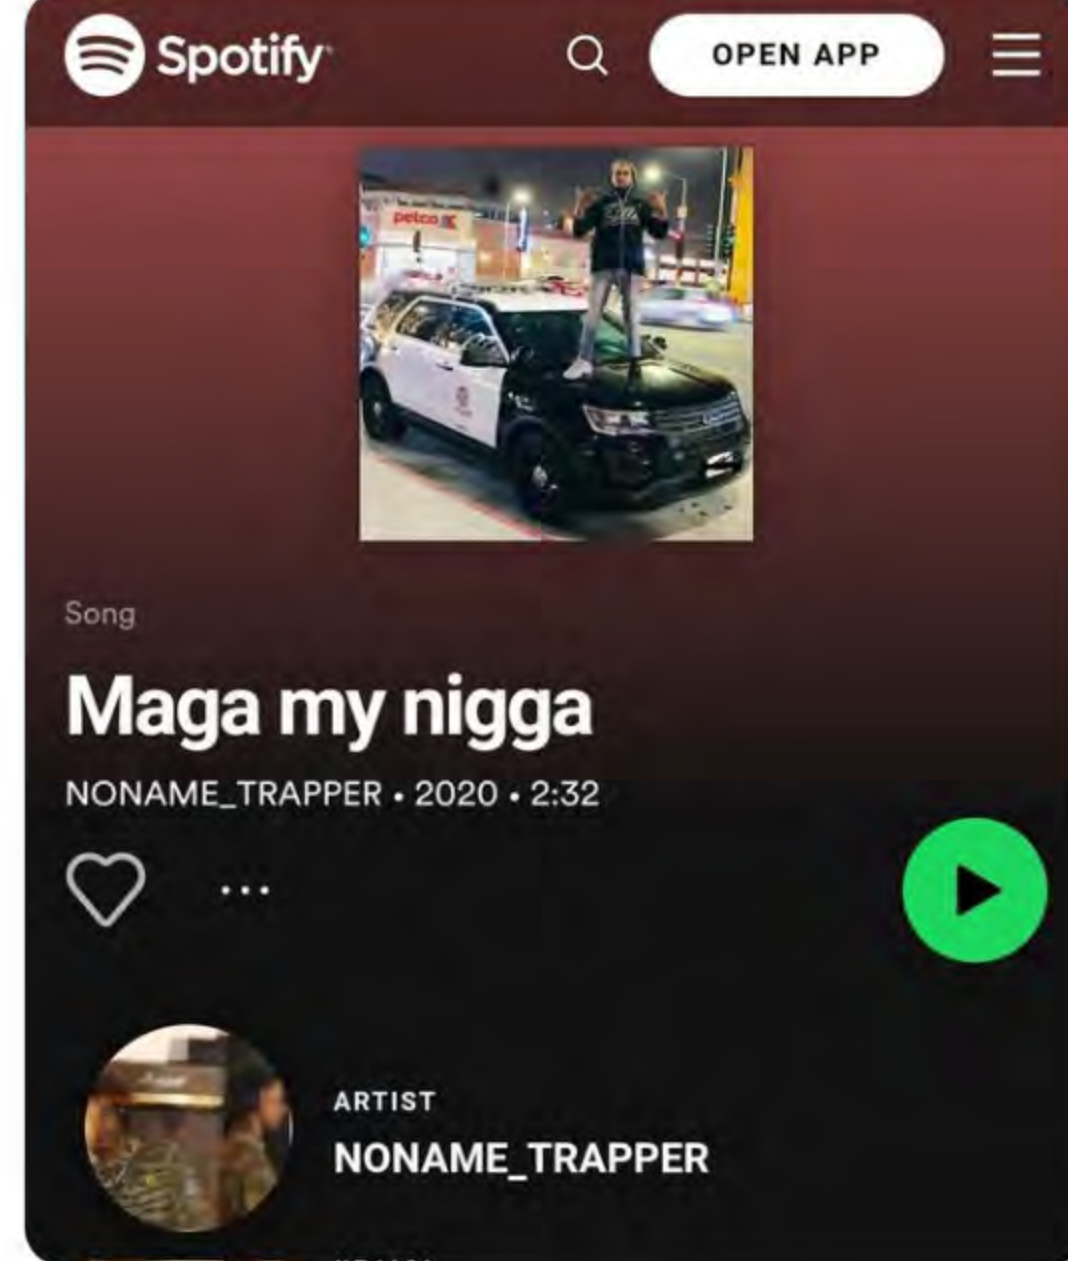 Spotify
OPEN APP
petco
Song
Maga my nigga
NONAME_TRAPPER • 2020 • 2:32
ARTIST
NONAME_TRAPPER